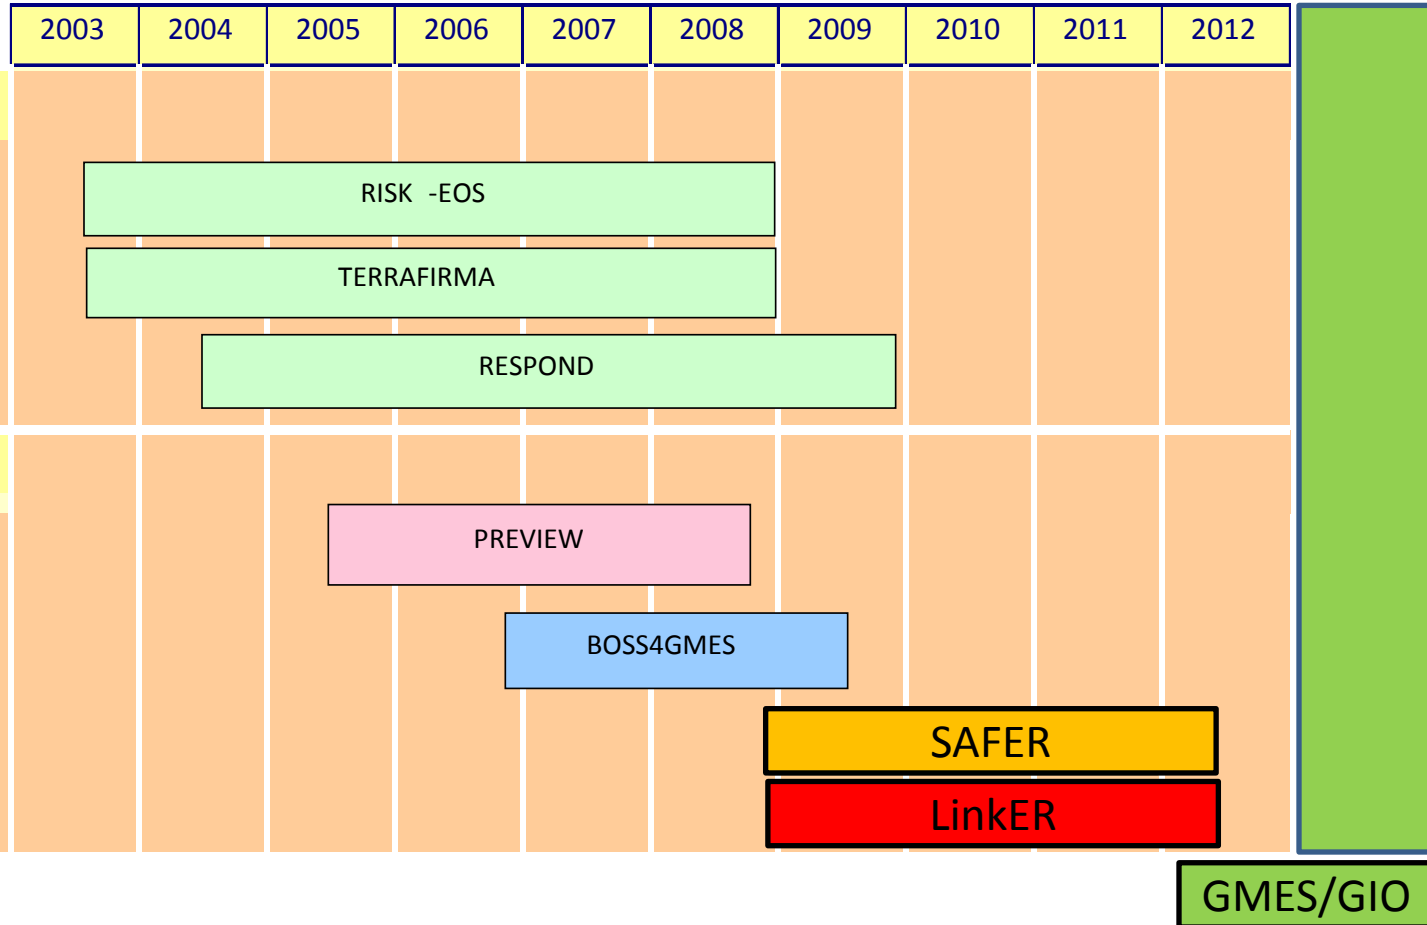 2003 2004 2005 2006 2007 2008 2009 2010 2011 2012
RISK -EOS
TERRAFIRMA
RESPOND
PREVIEW
BOSS4GMES
SAFER
LinkER
GMES/GIO